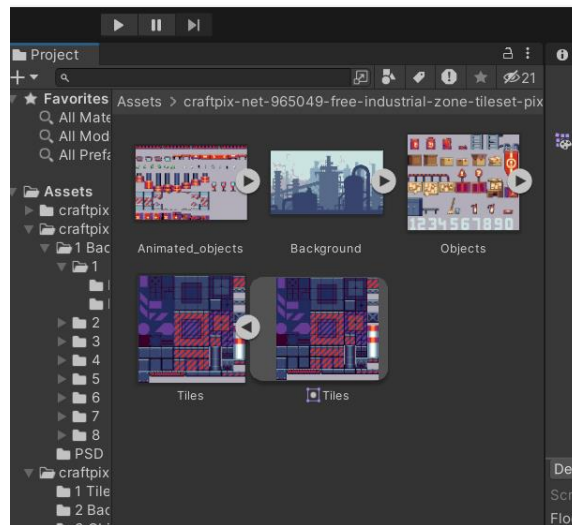 Project
21
Favorites
All Mate
All Mod
All Prefa
Assets
craftpix
craftpix
1 Bac
1
2
3
4
5
6
7
8
PSD
craftpix
1 Tile
2 Bac
Assets > craftpix-net-965049-free-industrial-zone-tileset-pix
1234567890
Animated_objects
Background
Objects
Tiles
Tiles
De
Scr
Flo